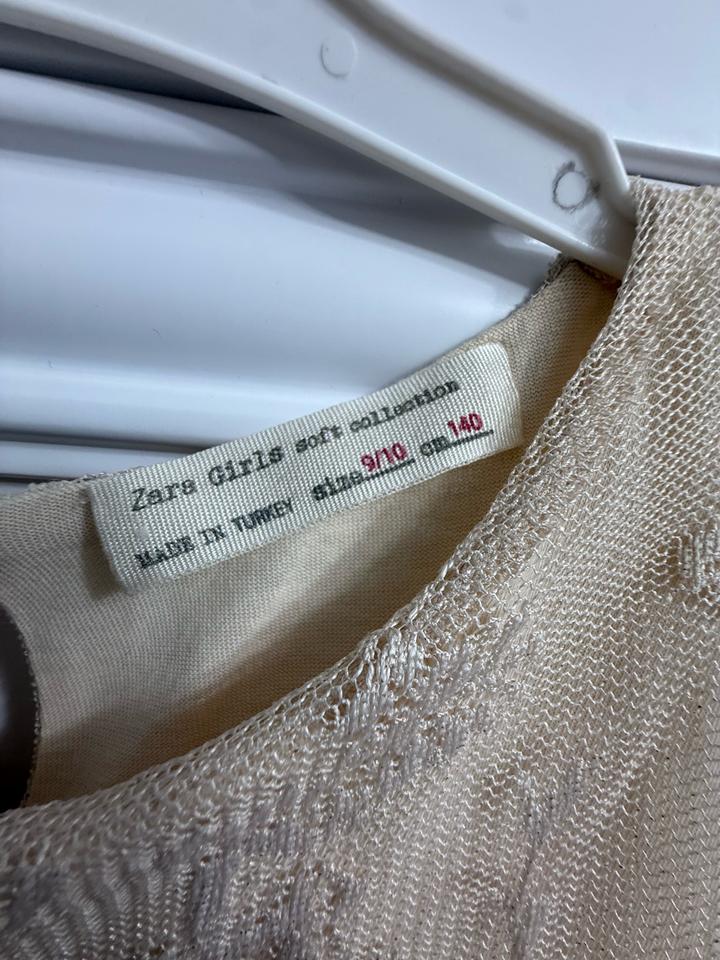 Zara Girls soft collection
MADE IN TURKEY size 9/10 cm 140